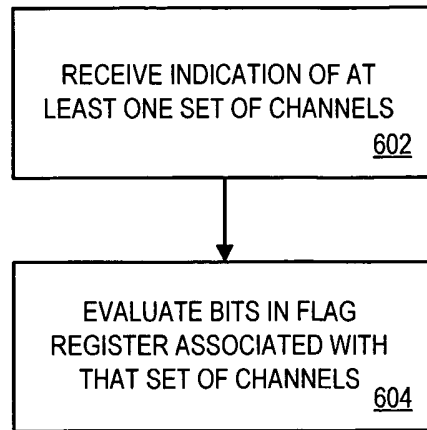 RECEIVE INDICATION OF AT
LEAST ONE SET OF CHANNELS
602
EVALUATE BITS IN FLAG
REGISTER ASSOCIATED WITH
THAT SET OF CHANNELS
604